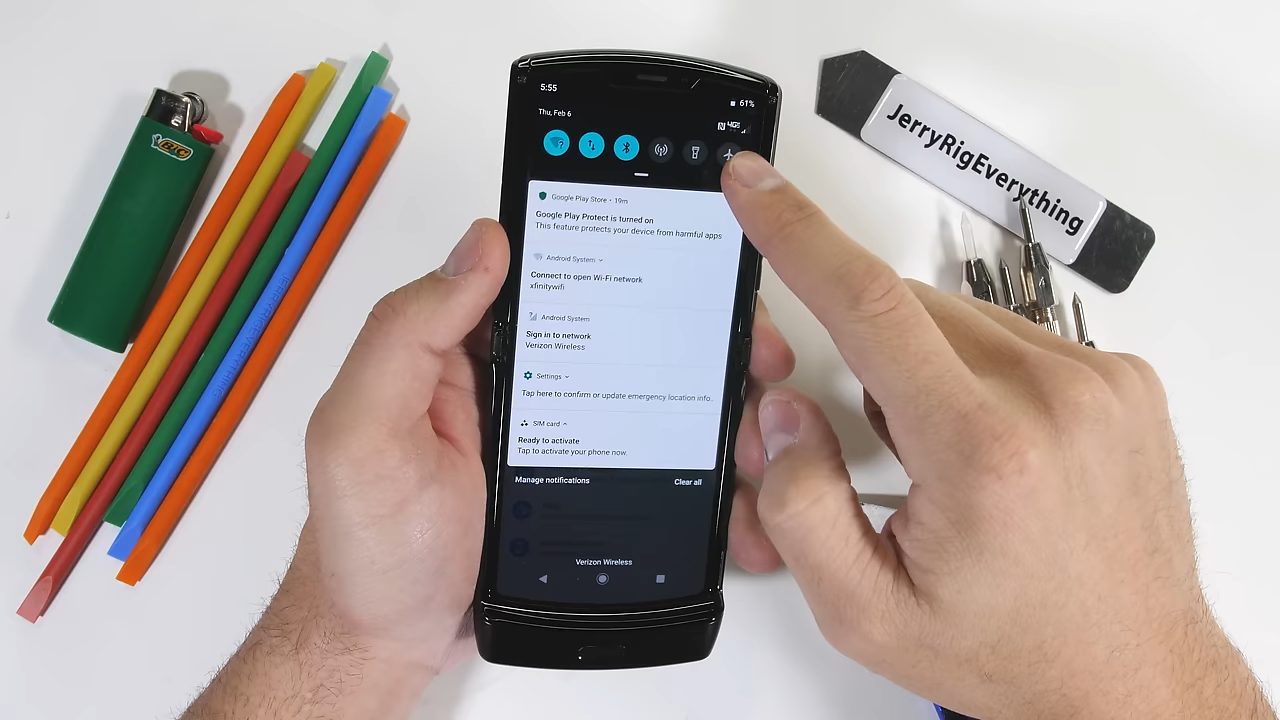 5:55
61%
Thu, Feb 6
4G
Google Play Store • 19m
Google Play Protect is turned on
This feature protects your device from harmful apps
Android System
Connect to open Wi-Fi network
xfinitywifi
Android System
Sign in to network
Verizon Wireless
Settings
Tap here to confirm or update emergency location info..
SIM card
Ready to activate
Tap to activate your phone now.
Manage notifications
Clear all
Verizon Wireless
BIC
JERRYRIGEVERYTHING
JerryRigEverything